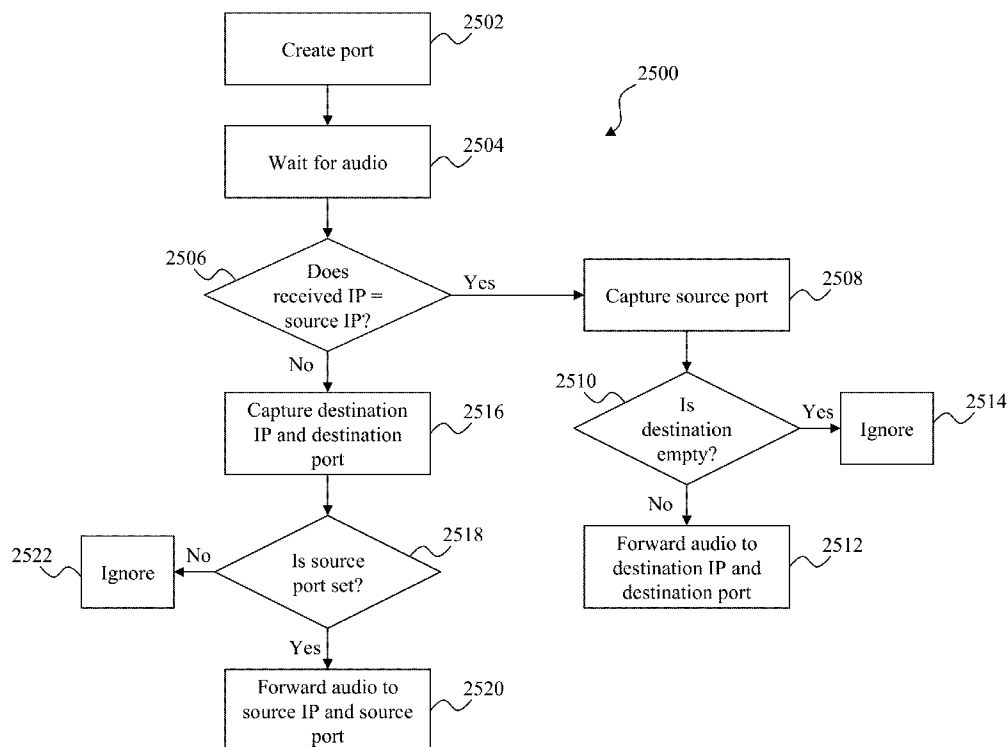 2502
Create port
2500
2504
Wait for audio
2506
Does
received IP =
source IP?
Yes
2508
Capture source port
No
2510
Is
destination
empty?
Yes
2514
Ignore
2516
Capture destination
IP and destination
port
No
2512
Forward audio to
destination IP and
destination port
2518
Is source
port set?
No
2522
Ignore
Yes
2520
Forward audio to
source IP and source
port